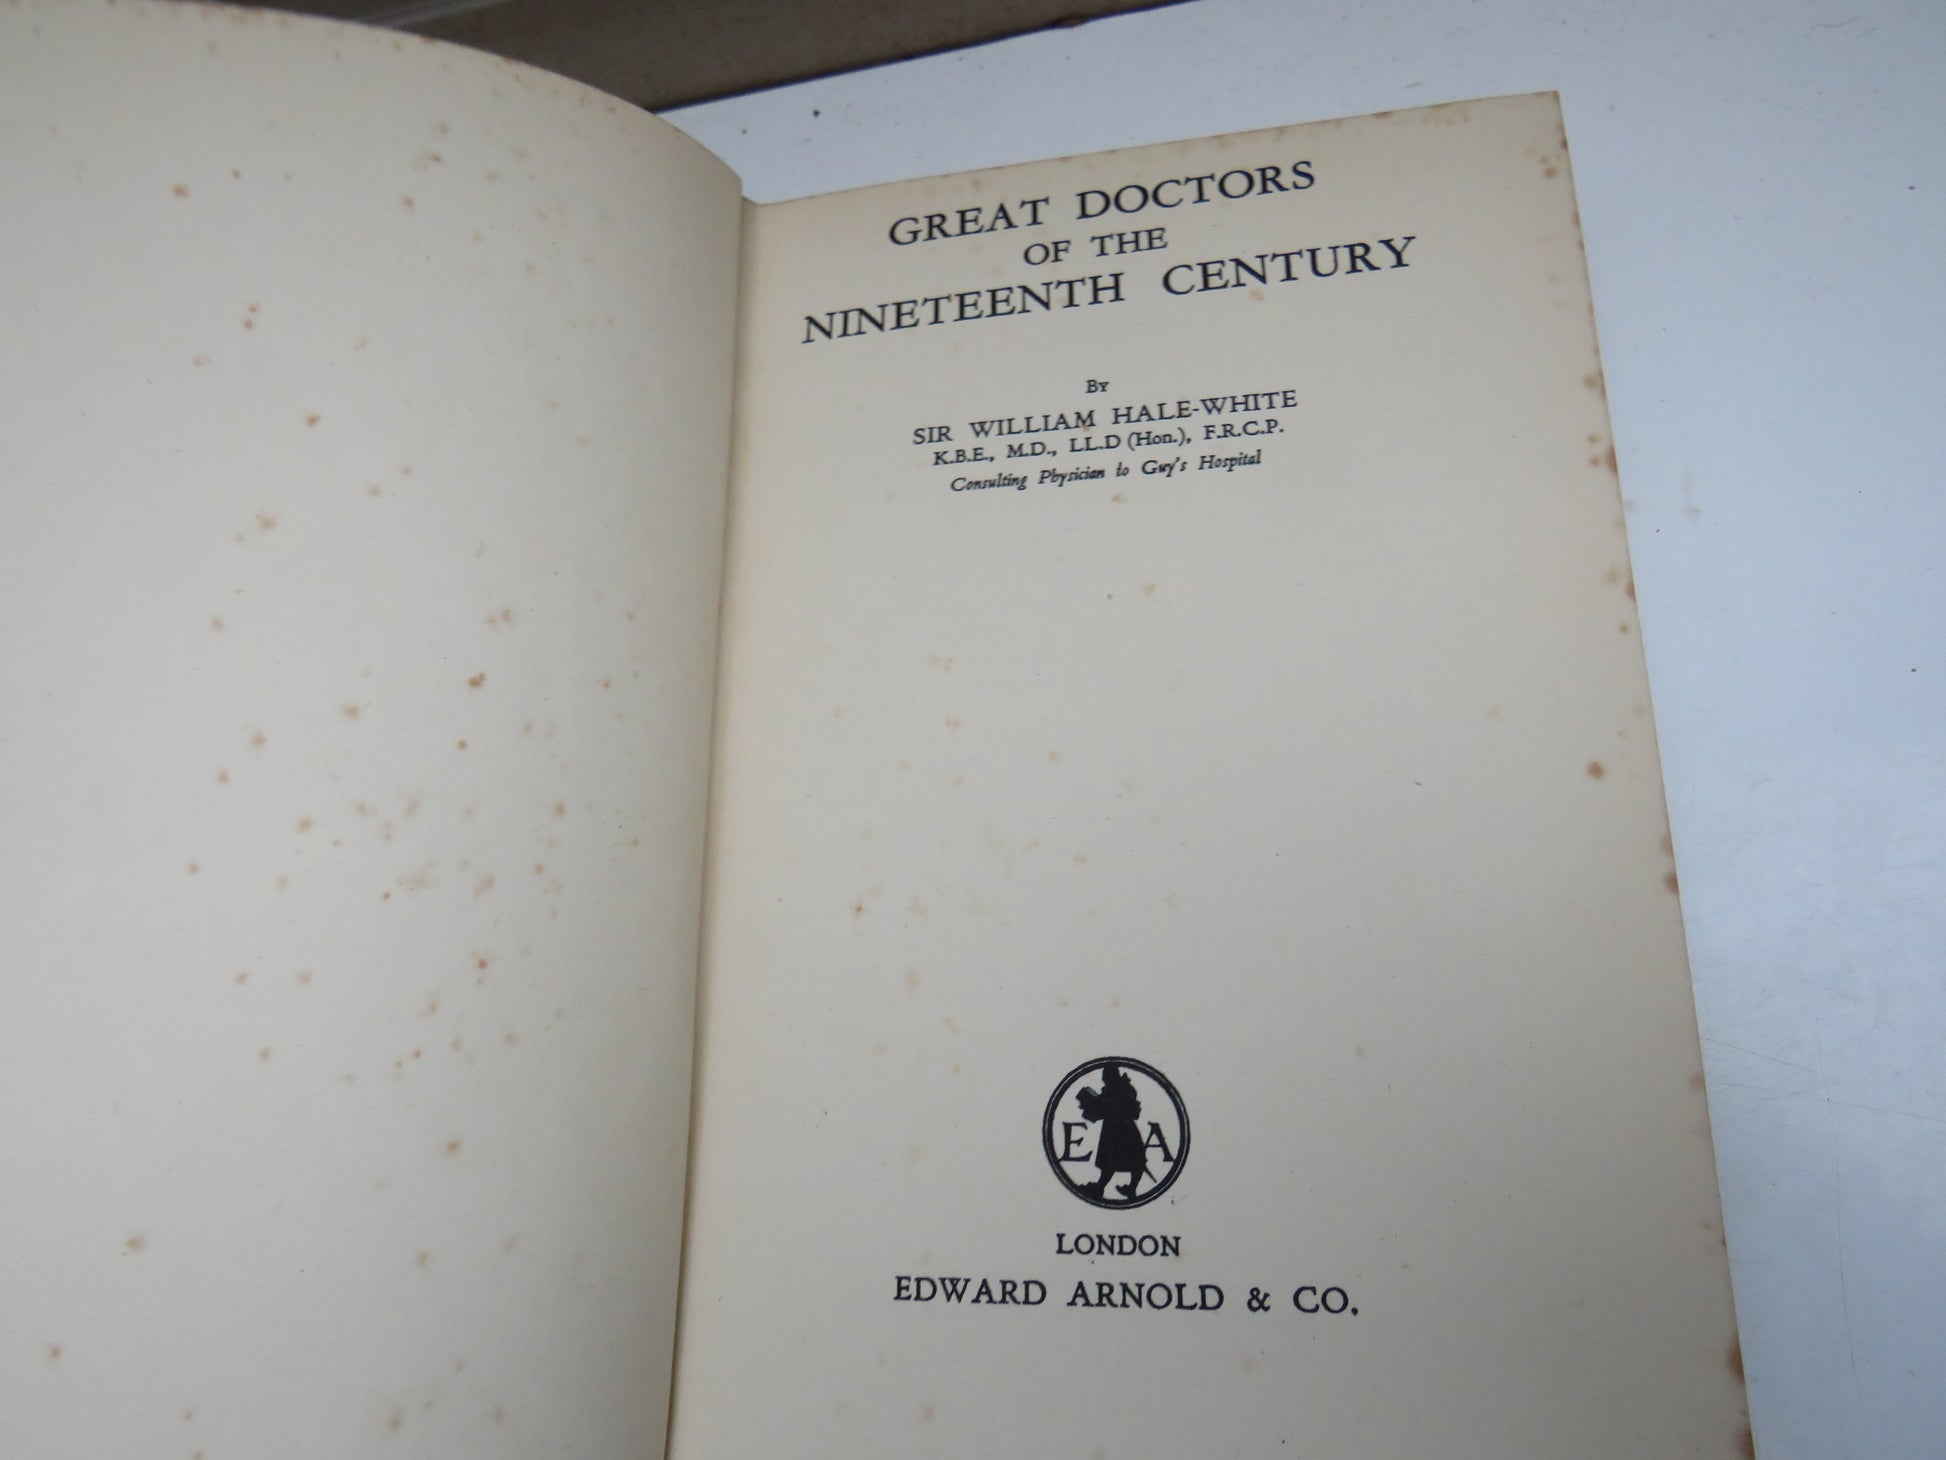 GREAT DOCTORS
OF THE
NINETEENTH CENTURY
BY
SIR WILLIAM HALE-WHITE
K.B.E., M.D., LL.D (Hon.), F.R.C.P.
Consulting Physician to Guy's Hospital
E A
LONDON
EDWARD ARNOLD & CO.